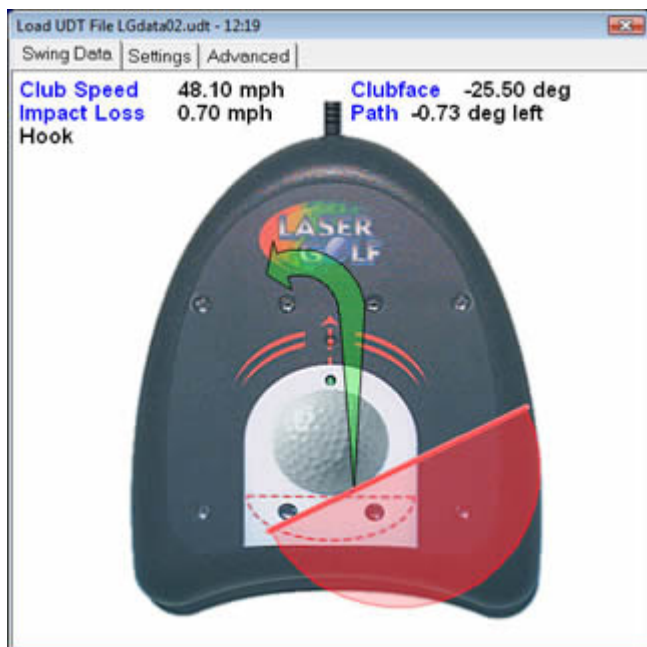 Load UDT File LGdata02.udt - 12:19
Swing Data Settings Advanced
Club Speed 48.10 mph Clubface -25.50 deg
Impact Loss 0.70 mph Path -0.73 deg left
Hook
LASER
GOLF